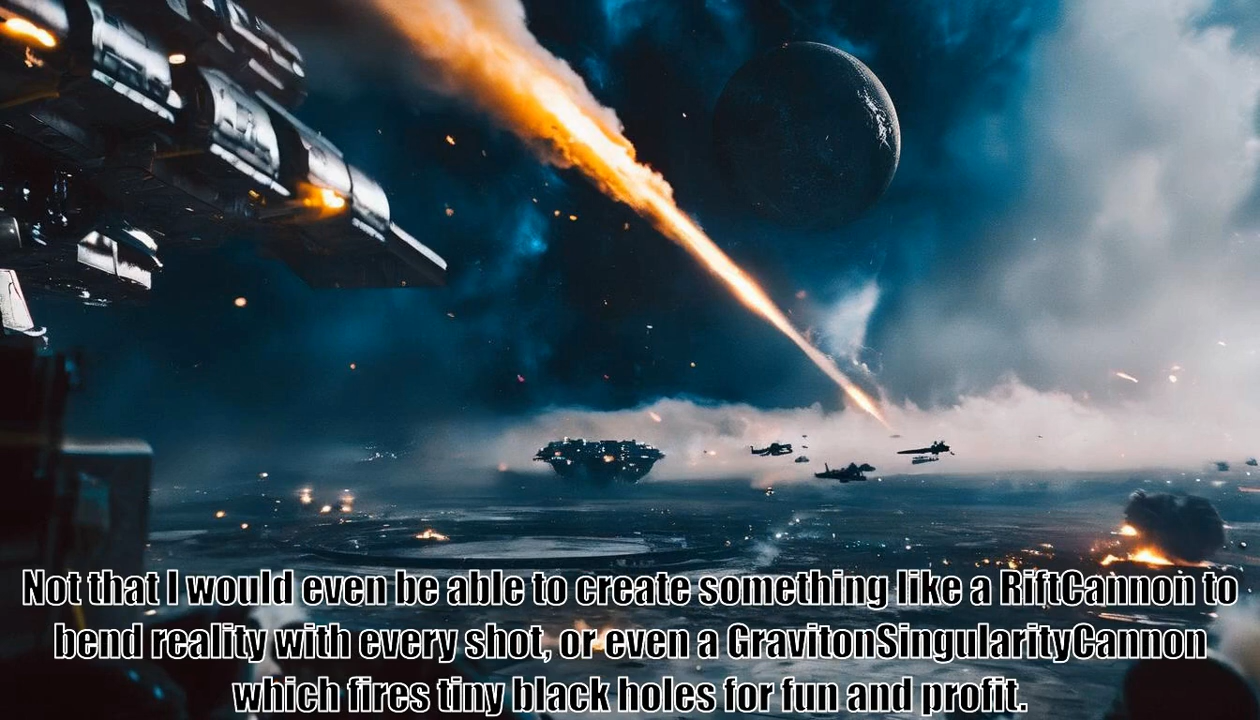 Not that I would even be able to create something like a RiftCannon to
bend reality with every shot, or even a GravitonSingularityCannon
which fires tiny black holes for fun and profit.